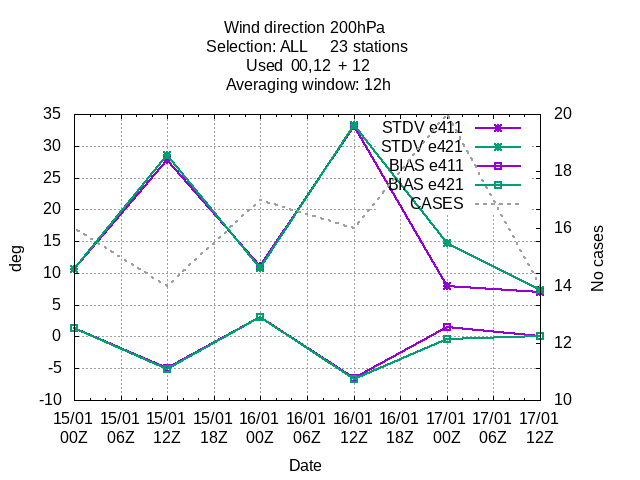 Wind direction 200hPa
Selection: ALL     23 stations
Used  00,12  + 12
Averaging window: 12h
35
30
25
20
15
10
5
0
-5
-10
deg
20
18
16
14
12
10
No cases
STDV e411
STDV e421
BIAS e411
BIAS e421
CASES
15/01 15/01 15/01 15/01 16/01 16/01 16/01 16/01 17/01 17/01 17/01
00Z 06Z 12Z 18Z 00Z 06Z 12Z 18Z 00Z 06Z 12Z
Date